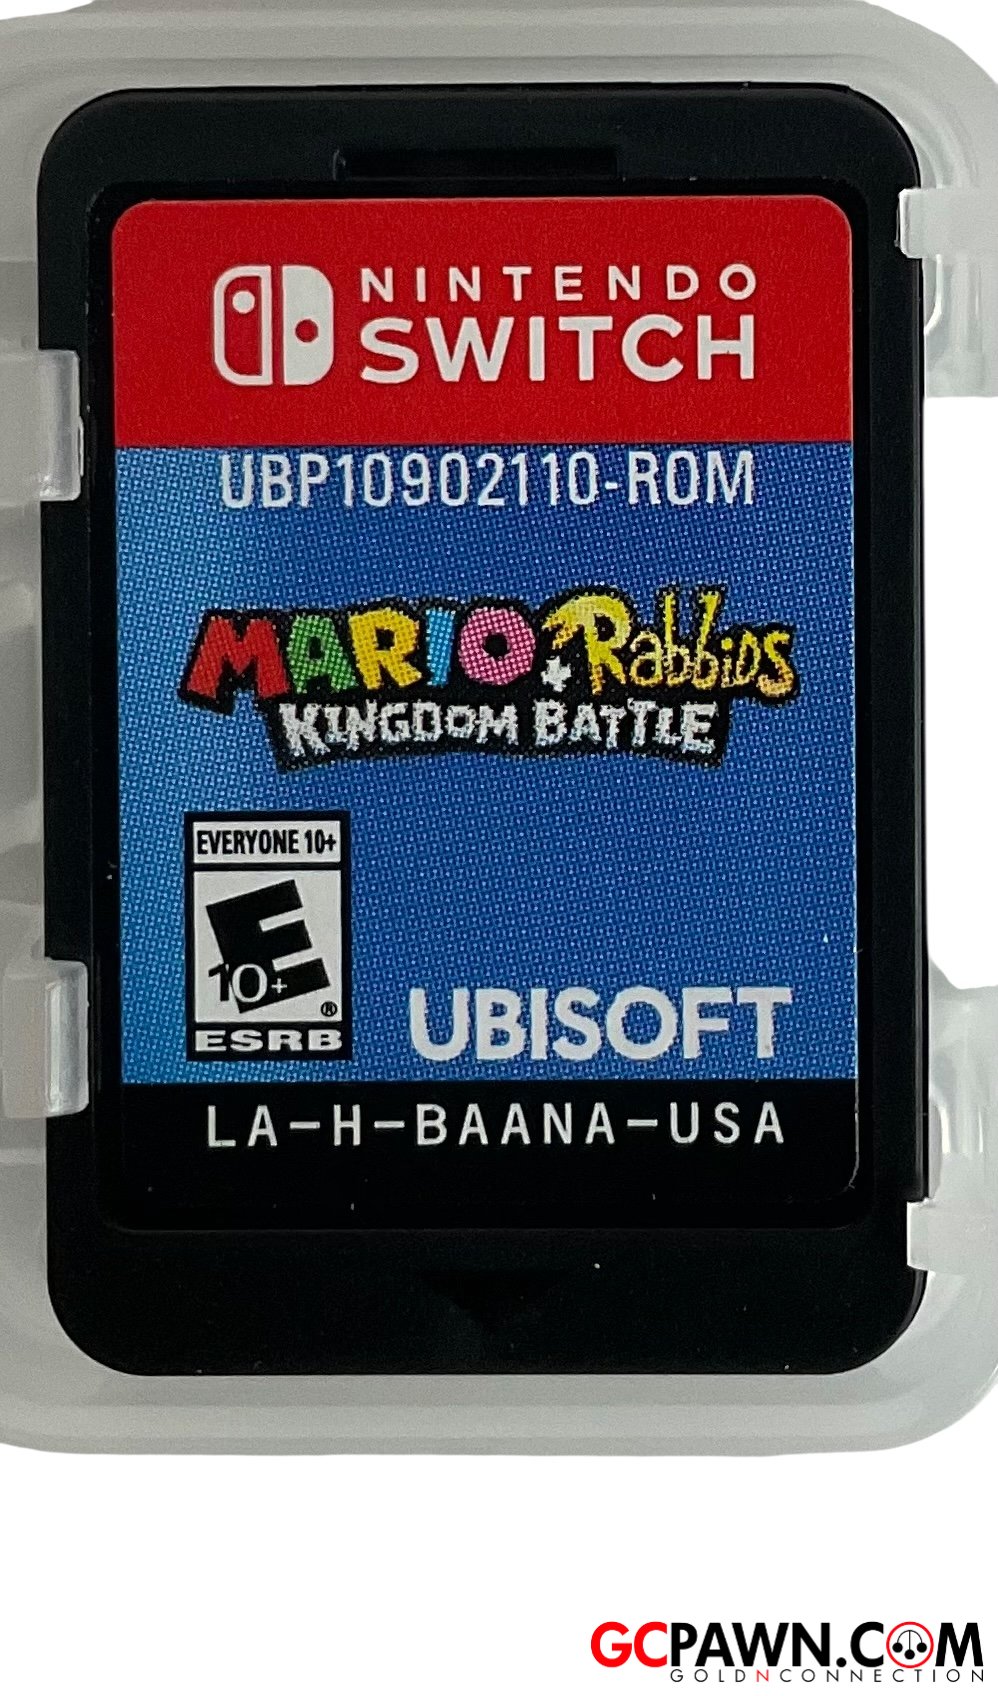 NINTENDO
SWITCH
UBP10902110-ROM
MARIO + Rabbids
KINGDOM BATTLE
EVERYONE 10+
E
10+
®
ESRB
UBISOFT
LA-H-BAANA-USA
GCPAWN.COM
GOLDNCONNECTION